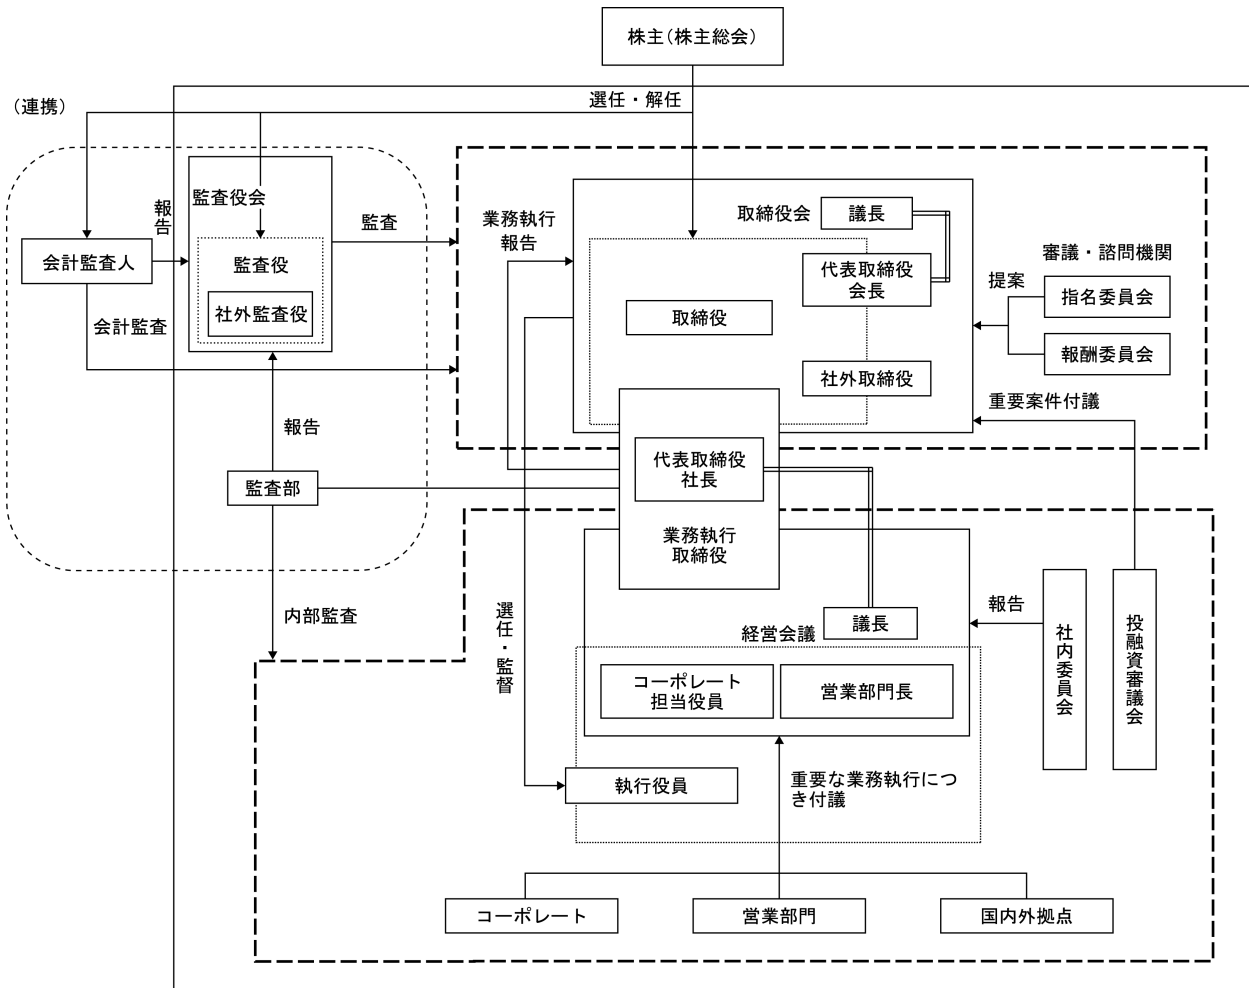 株主（株主総会）
（連携）
選任・解任
監査役会
報告
監査
業務執行
報告
取締役会
議長
会計監査人
監査役
社外監査役
代表取締役
会長
審議・諮問機関
提案
指名委員会
会計監査
取締役
報酬委員会
社外取締役
重要案件付議
報告
代表取締役
社長
監査部
業務執行
取締役
内部監査
選任・監督
報告
経営会議
議長
社内委員会
投融資審議会
コーポレート
担当役員
営業部門長
執行役員
重要な業務執行につ
き付議
コーポレート
営業部門
国内外拠点